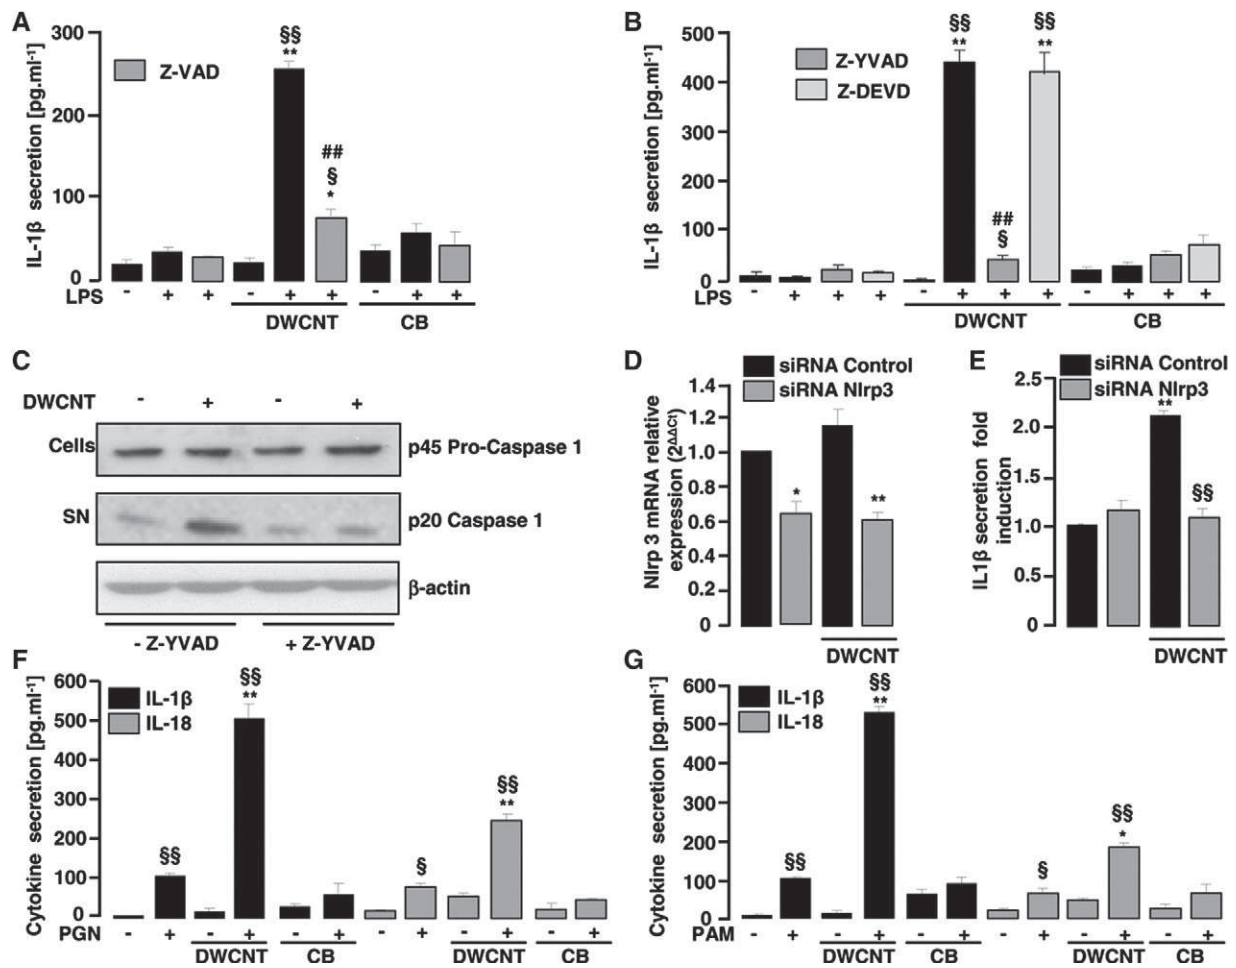 A
IL-1β secretion [pg.ml-1]
300
200
100
0
Z-VAD
§§
**
##
§
*
LPS - + + - + + - + +
DWCNT CB
B
IL-1β secretion [pg.ml-1]
500
400
300
200
100
0
Z-YVAD
Z-DEVD
§§ §§
** **
##
§
LPS - + + + - + + + - + + +
DWCNT CB
C
DWCNT - + - +
Cells p45 Pro-Caspase 1
SN p20 Caspase 1
β-actin
- Z-YVAD + Z-YVAD
D
siRNA Control
siRNA Nlrp3
Nlrp 3 mRNA relative
expression (2ΔΔCt)
1.4
1.2
1.0
0.8
0.6
0.4
0.2
0
* **
DWCNT
E
siRNA Control
siRNA Nlrp3
IL1β secretion fold
induction
2.5
2.0
1.5
1.0
0.5
0
**
§§
DWCNT
F
Cytokine secretion [pg.ml-1]
600
500
400
300
200
100
0
IL-1β
IL-18
§§
§§
**
§
§§
**
PGN - + - + - + - + - + - +
DWCNT CB DWCNT CB
G
Cytokine secretion [pg.ml-1]
600
500
400
300
200
100
0
IL-1β
IL-18
§§
§§
**
§
§§
*
PAM - + - + - + - + - + - +
DWCNT CB DWCNT CB